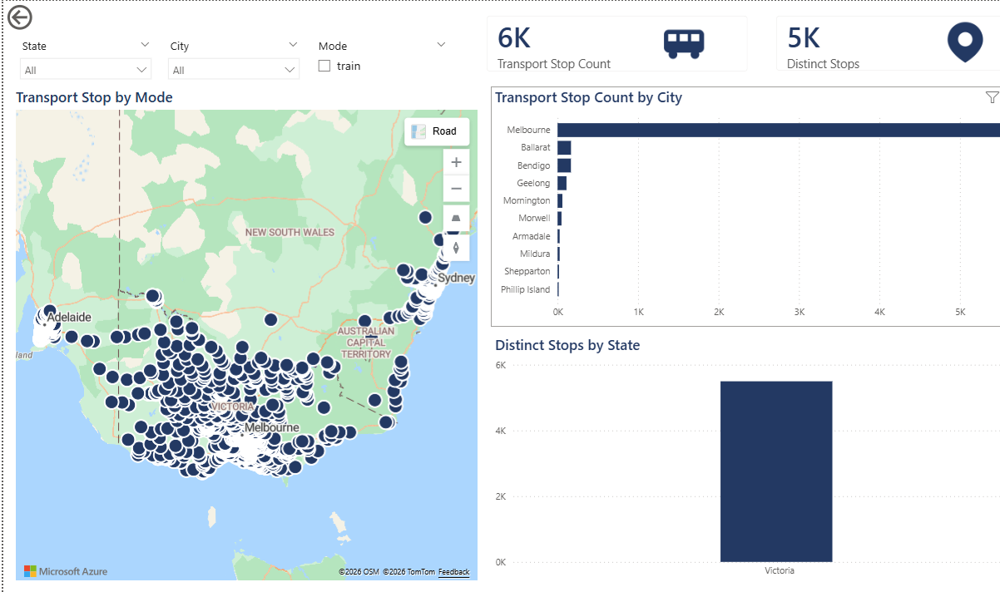 State
City
Mode
All
All
train
6K
Transport Stop Count
5K
Distinct Stops
Transport Stop by Mode
Road
NEW SOUTH WALES
Sydney
Adelaide
AUSTRALIAN
CAPITAL
TERRITORY
land
VICTORIA
Melbourne
Microsoft Azure
©2026 OSM ©2026 TomTom Feedback
Transport Stop Count by City
Melbourne
Ballarat
Bendigo
Geelong
Mornington
Morwell
Armadale
Mildura
Shepparton
Phillip Island
0K 1K 2K 3K 4K 5K
Distinct Stops by State
6K
4K
2K
0K
Victoria